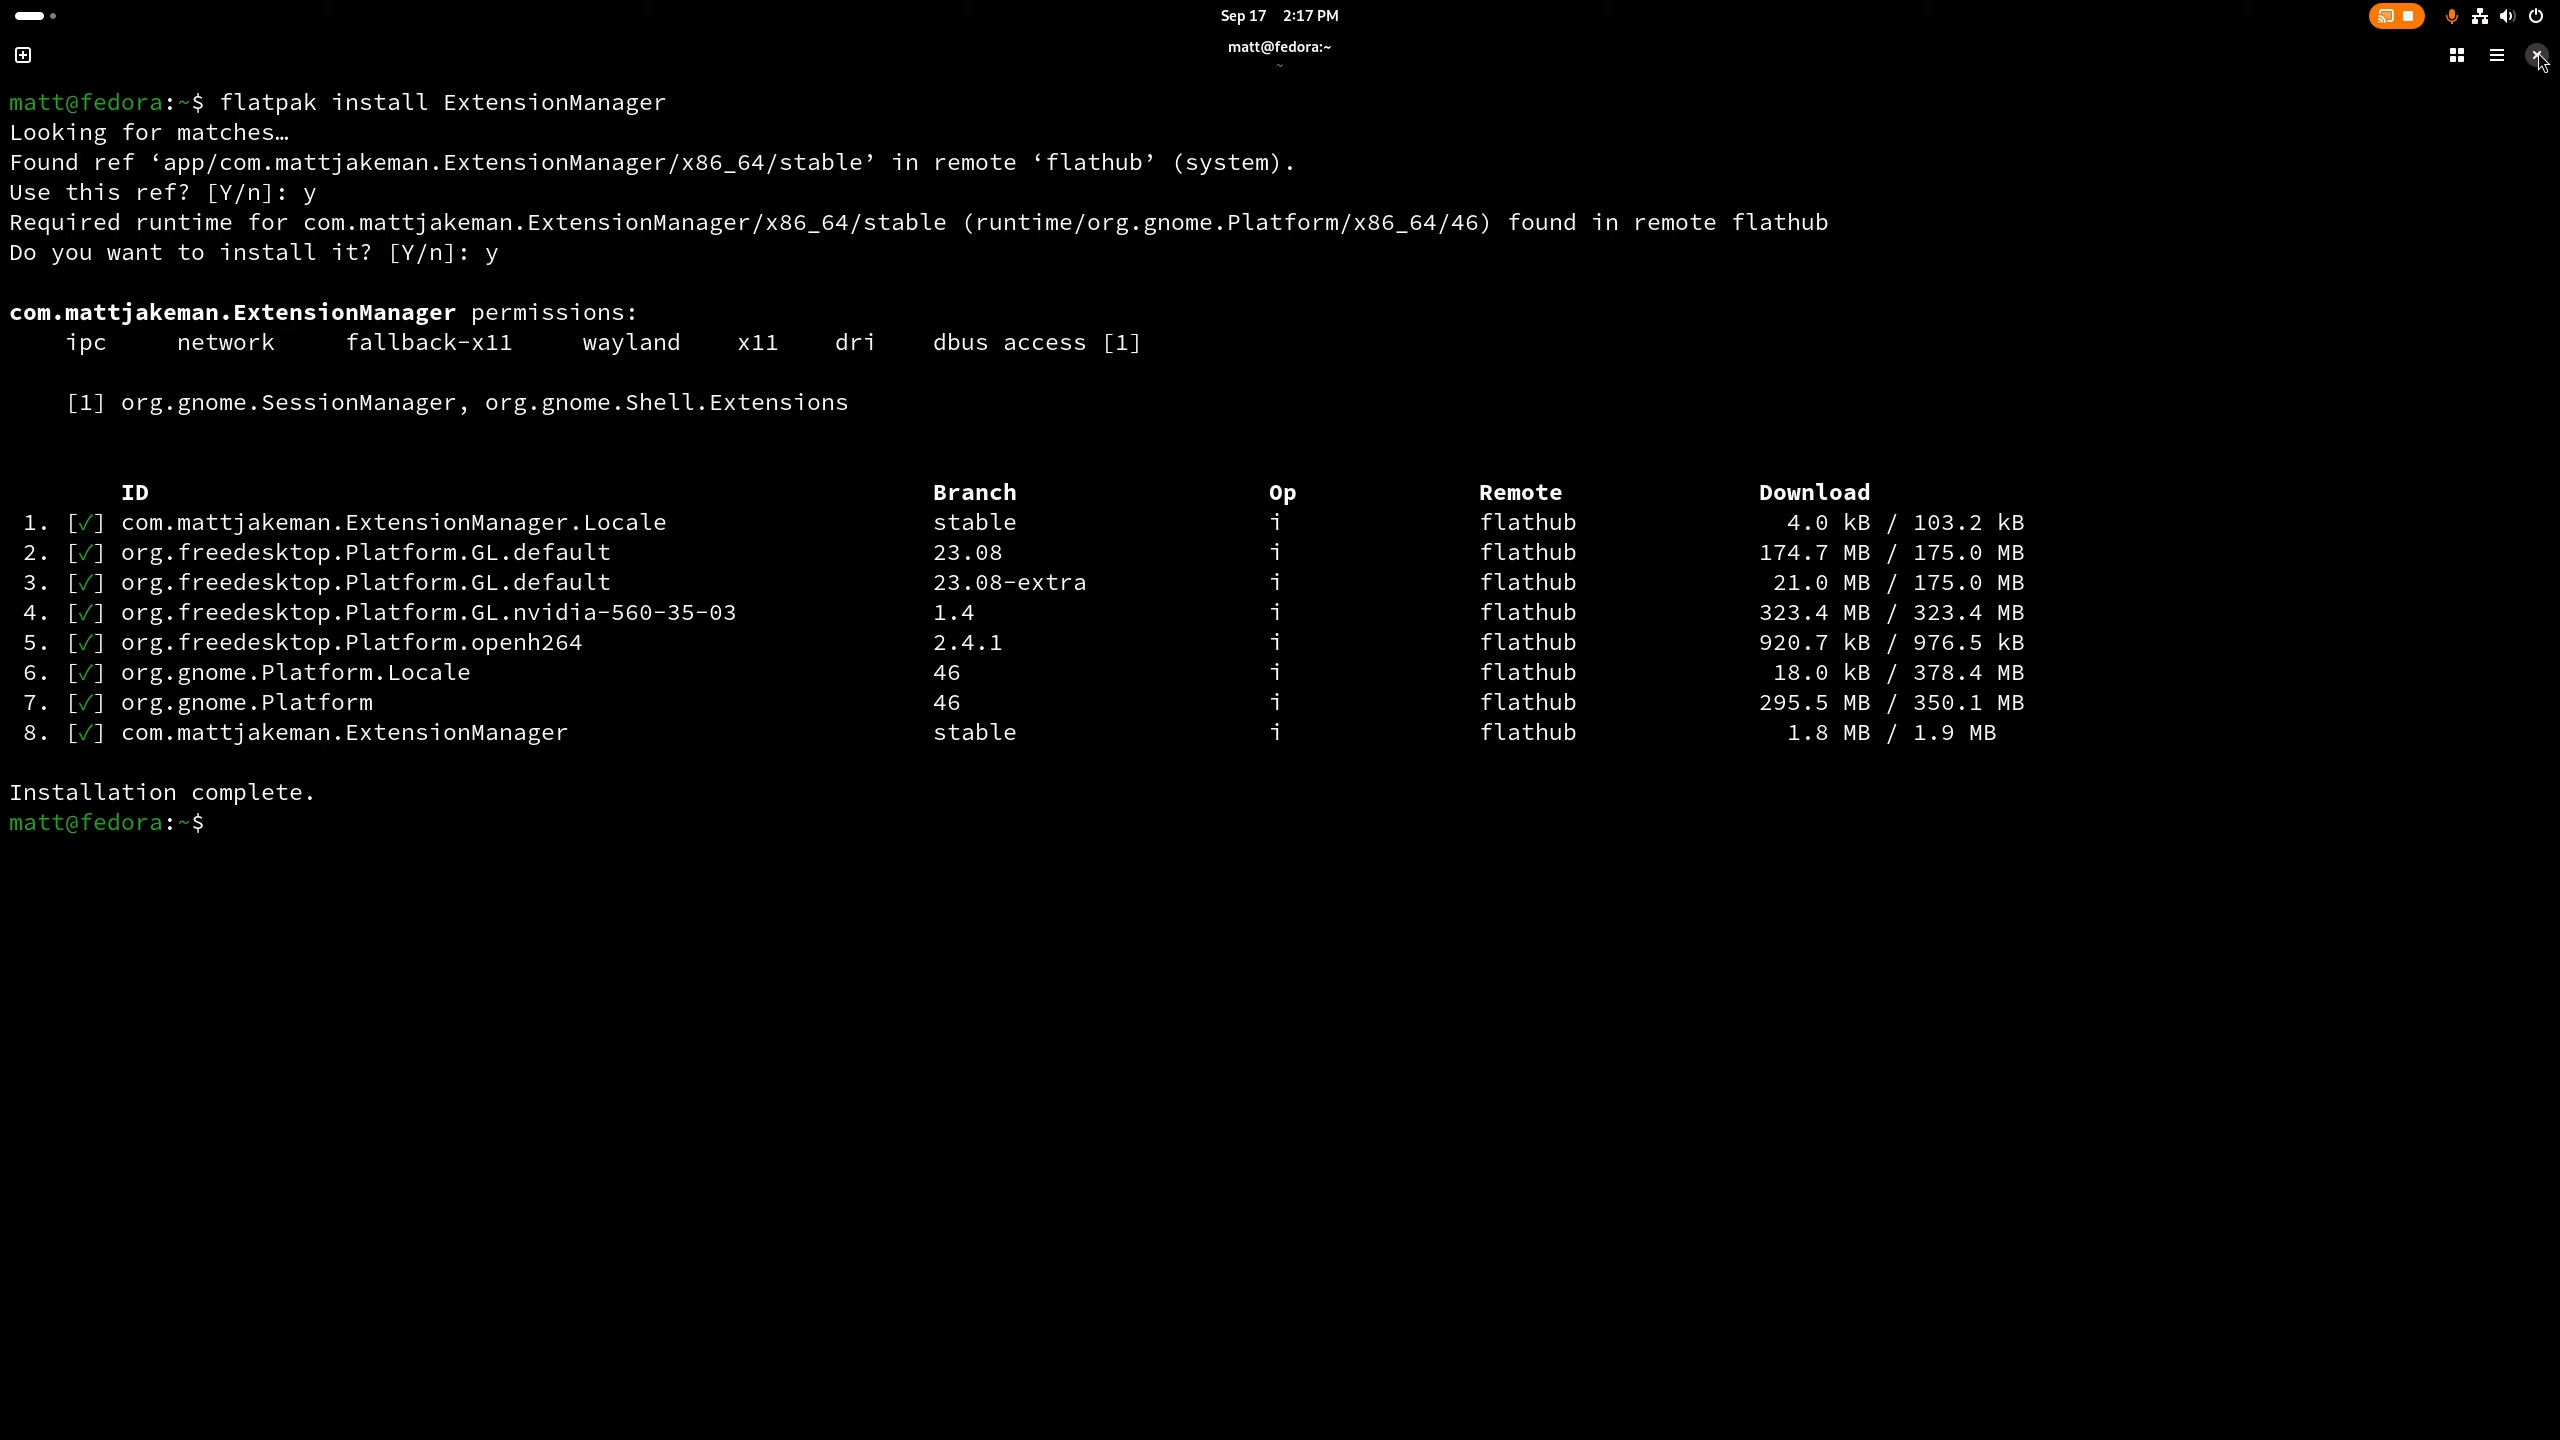 Sep 17 2:17 PM
matt@fedora:~
~
matt@fedora:~$ flatpak install ExtensionManager
Looking for matches…
Found ref ‘app/com.mattjakeman.ExtensionManager/x86_64/stable’ in remote ‘flathub’ (system).
Use this ref? [Y/n]: y
Required runtime for com.mattjakeman.ExtensionManager/x86_64/stable (runtime/org.gnome.Platform/x86_64/46) found in remote flathub
Do you want to install it? [Y/n]: y
com.mattjakeman.ExtensionManager permissions:
ipc network fallback-x11 wayland x11 dri dbus access [1]
[1] org.gnome.SessionManager, org.gnome.Shell.Extensions
ID Branch Op Remote Download
1. [✓] com.mattjakeman.ExtensionManager.Locale stable i flathub 4.0 kB / 103.2 kB
2. [✓] org.freedesktop.Platform.GL.default 23.08 i flathub 174.7 MB / 175.0 MB
3. [✓] org.freedesktop.Platform.GL.default 23.08-extra i flathub 21.0 MB / 175.0 MB
4. [✓] org.freedesktop.Platform.GL.nvidia-560-35-03 1.4 i flathub 323.4 MB / 323.4 MB
5. [✓] org.freedesktop.Platform.openh264 2.4.1 i flathub 920.7 kB / 976.5 kB
6. [✓] org.gnome.Platform.Locale 46 i flathub 18.0 kB / 378.4 MB
7. [✓] org.gnome.Platform 46 i flathub 295.5 MB / 350.1 MB
8. [✓] com.mattjakeman.ExtensionManager stable i flathub 1.8 MB / 1.9 MB
Installation complete.
matt@fedora:~$